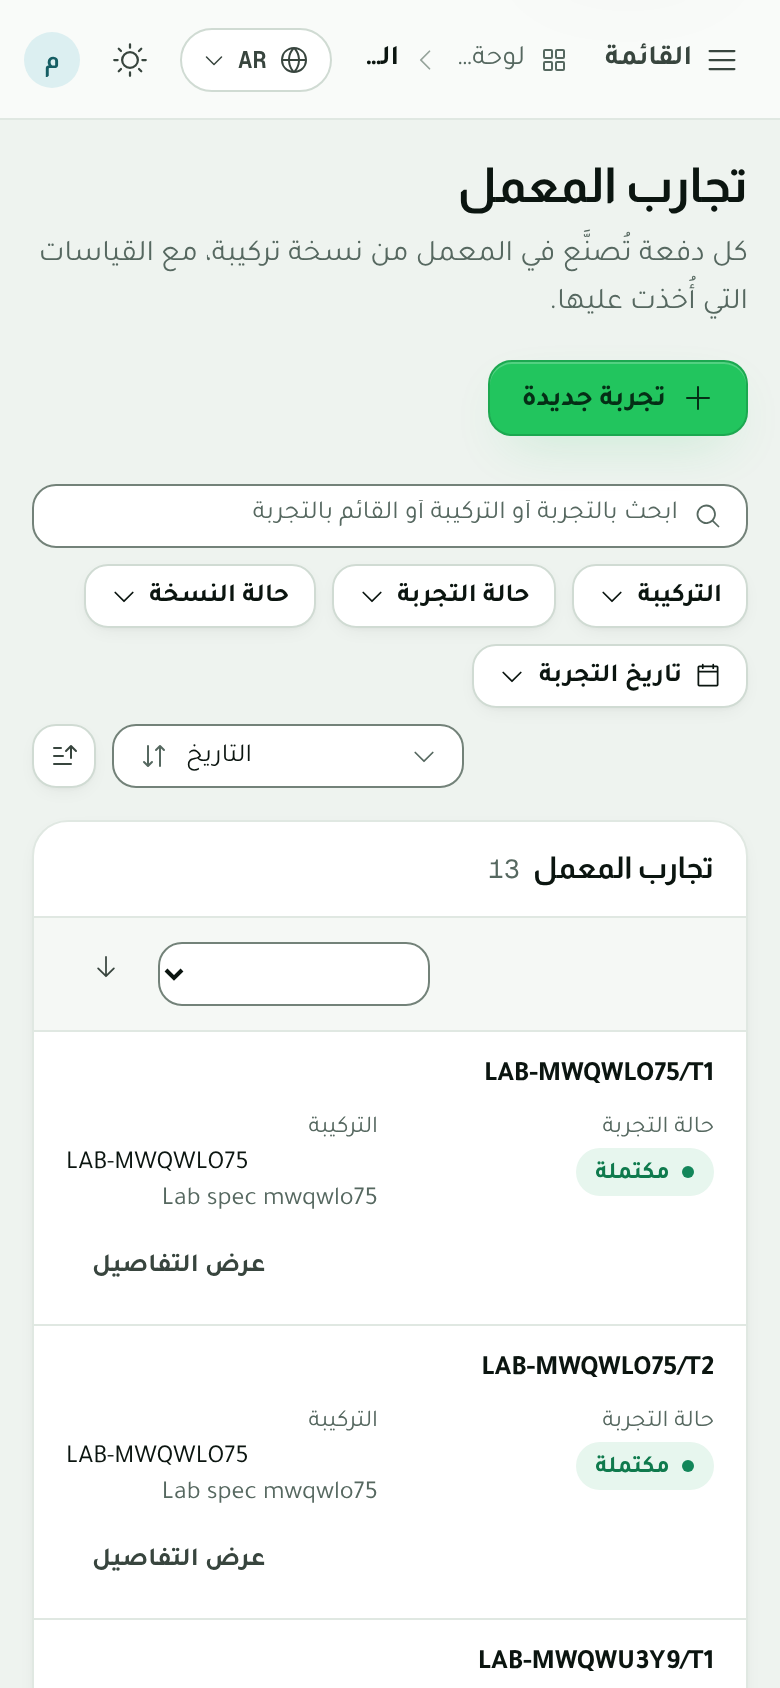 القائمة
لوحة...
الـ...
AR
م
تجارب المعمل
كل دفعة تُصنَّع في المعمل من نسخة تركيبة، مع القياسات
التي أُخذت عليها.
تجربة جديدة
ابحث بالتجربة أو التركيبة أو القائم بالتجربة
التركيبة
حالة التجربة
حالة النسخة
تاريخ التجربة
التاريخ
تجارب المعمل 13
LAB-MWQWLO75/T1
حالة التجربة
مكتملة
التركيبة
LAB-MWQWLO75
Lab spec mwqwlo75
عرض التفاصيل
LAB-MWQWLO75/T2
حالة التجربة
مكتملة
التركيبة
LAB-MWQWLO75
Lab spec mwqwlo75
عرض التفاصيل
LAB-MWQWU3Y9/T1